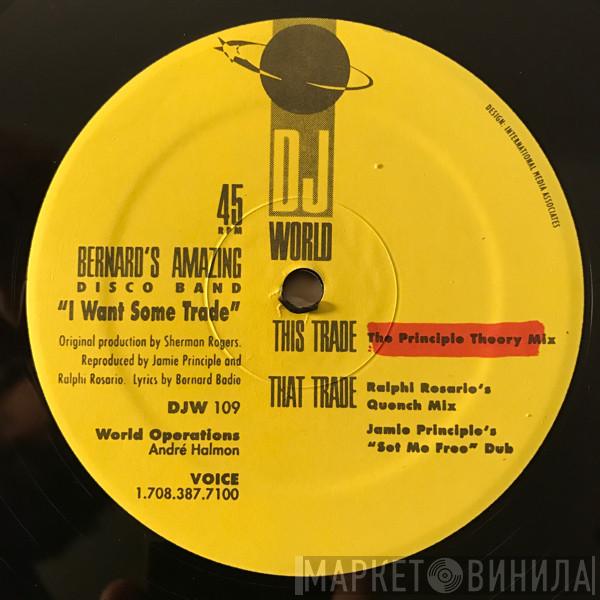 DJ
WORLD
45
RPM
BERNARD'S AMAZING
DISCO BAND
"I Want Some Trade"
Original production by Sherman Rogers.
Reproduced by Jamie Principle and
Ralphi Rosario. Lyrics by Bernard Badie
DJW 109
World Operations
André Halmon
VOICE
1.708.387.7100
THIS TRADE
The Principle Theory Mix
THAT TRADE
Ralphi Rosario's
Quench Mix
Jamie Principle's
"Set Me Free" Dub
DESIGN: INTERNATIONAL MEDIA ASSOCIATES
МАРКЕТ ВИНИЛА